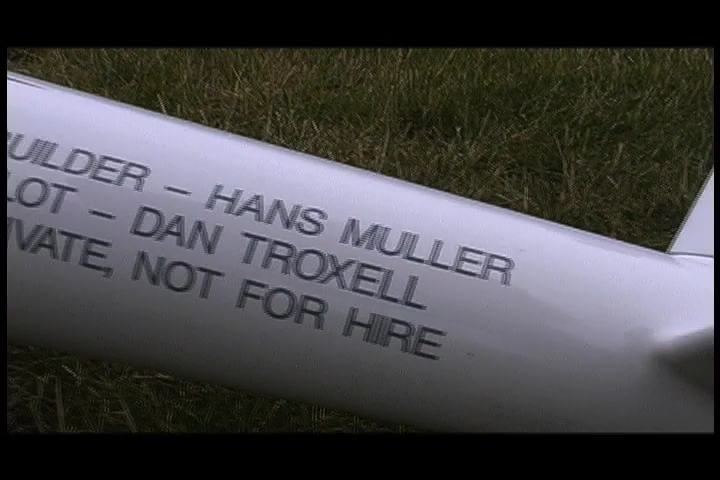 UILDER – HANS MULLER
LOT – DAN TROXELL
IVATE, NOT FOR HIRE